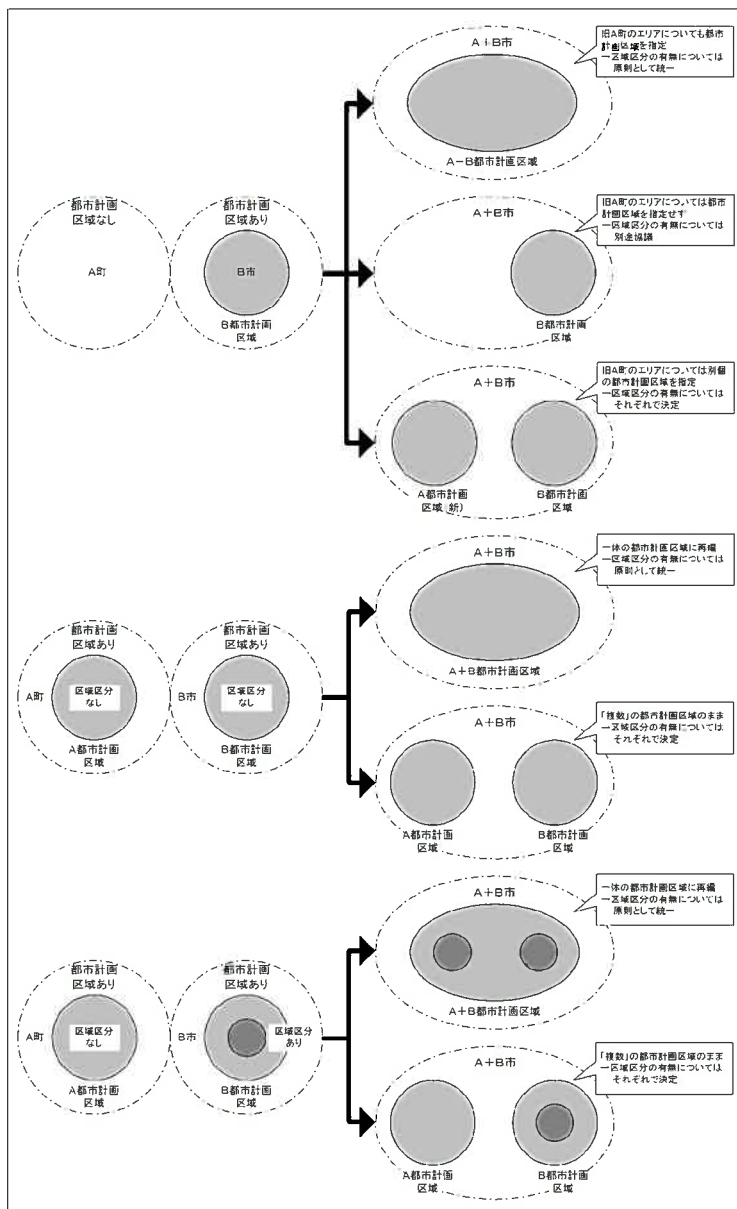 都市計画
区域なし
A町
都市計画
区域あり
B市
B都市計画
区域
A+B市
A−B都市計画区域
旧A町のエリアについても都市
計画区域を指定
―区域区分の有無については
原則として統一
A+B市
B都市計画
区域
旧A町のエリアについては都市
計画区域を指定せず
―区域区分の有無については
別途協議
A+B市
A都市計画
区域(新)
B都市計画
区域
旧A町のエリアについては別個
の都市計画区域を指定
―区域区分の有無については
それぞれで決定
都市計画
区域あり
A町
区域区分
なし
A都市計画
区域
都市計画
区域あり
B市
区域区分
なし
B都市計画
区域
A+B市
A+B都市計画区域
一体の都市計画区域に再編
―区域区分の有無については
原則として統一
A+B市
A都市計画
区域
B都市計画
区域
「複数」の都市計画区域のまま
―区域区分の有無については
それぞれで決定
都市計画
区域あり
A町
区域区分
なし
A都市計画
区域
都市計画
区域あり
B市
区域区分
あり
B都市計画
区域
A+B市
A+B都市計画区域
一体の都市計画区域に再編
―区域区分の有無については
原則として統一
A+B市
A都市計画
区域
B都市計画
区域
「複数」の都市計画区域のまま
―区域区分の有無については
それぞれで決定